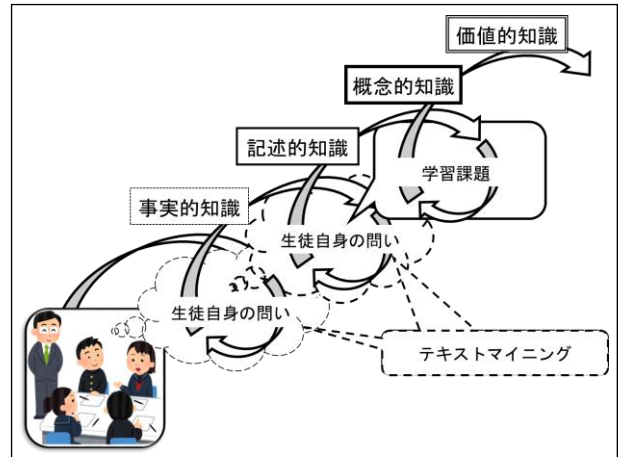 価値的知識
概念的知識
記述的知識
学習課題
事実的知識
生徒自身の問い
生徒自身の問い
テキストマイニング